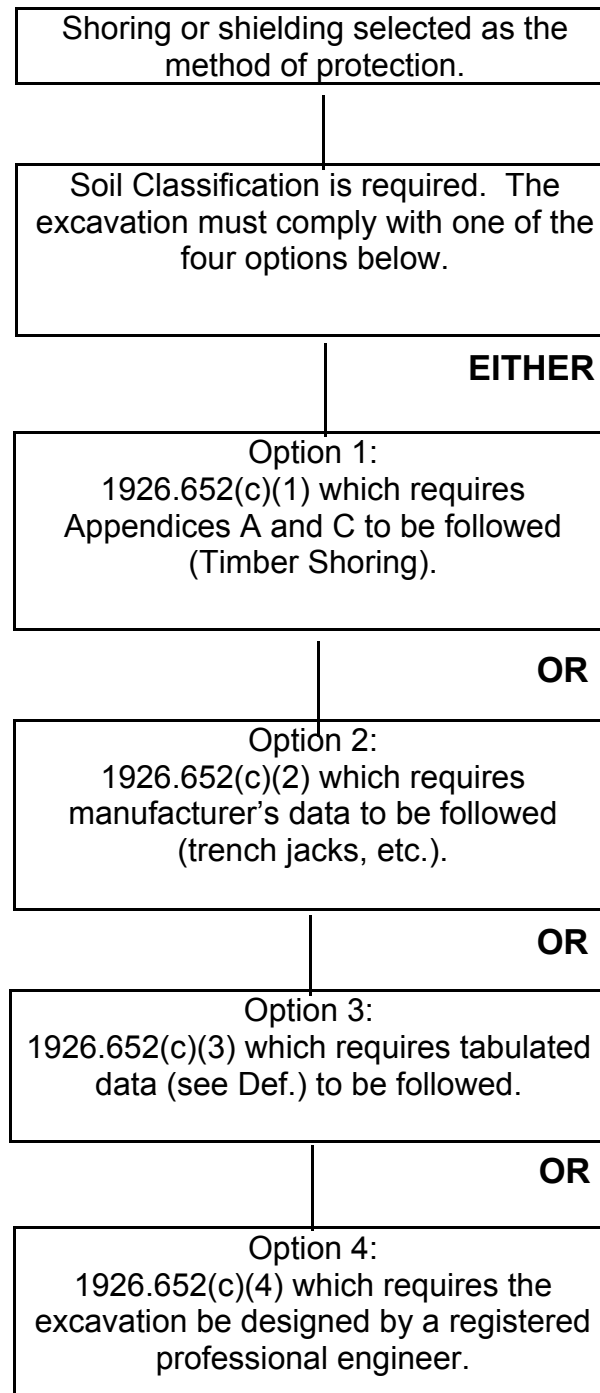 Shoring or shielding selected as the
method of protection.
Soil Classification is required.  The
excavation must comply with one of the
four options below.
EITHER
Option 1:
1926.652(c)(1) which requires
Appendices A and C to be followed
(Timber Shoring).
OR
Option 2:
1926.652(c)(2) which requires
manufacturer’s data to be followed
(trench jacks, etc.).
OR
Option 3:
1926.652(c)(3) which requires tabulated
data (see Def.) to be followed.
OR
Option 4:
1926.652(c)(4) which requires the
excavation be designed by a registered
professional engineer.